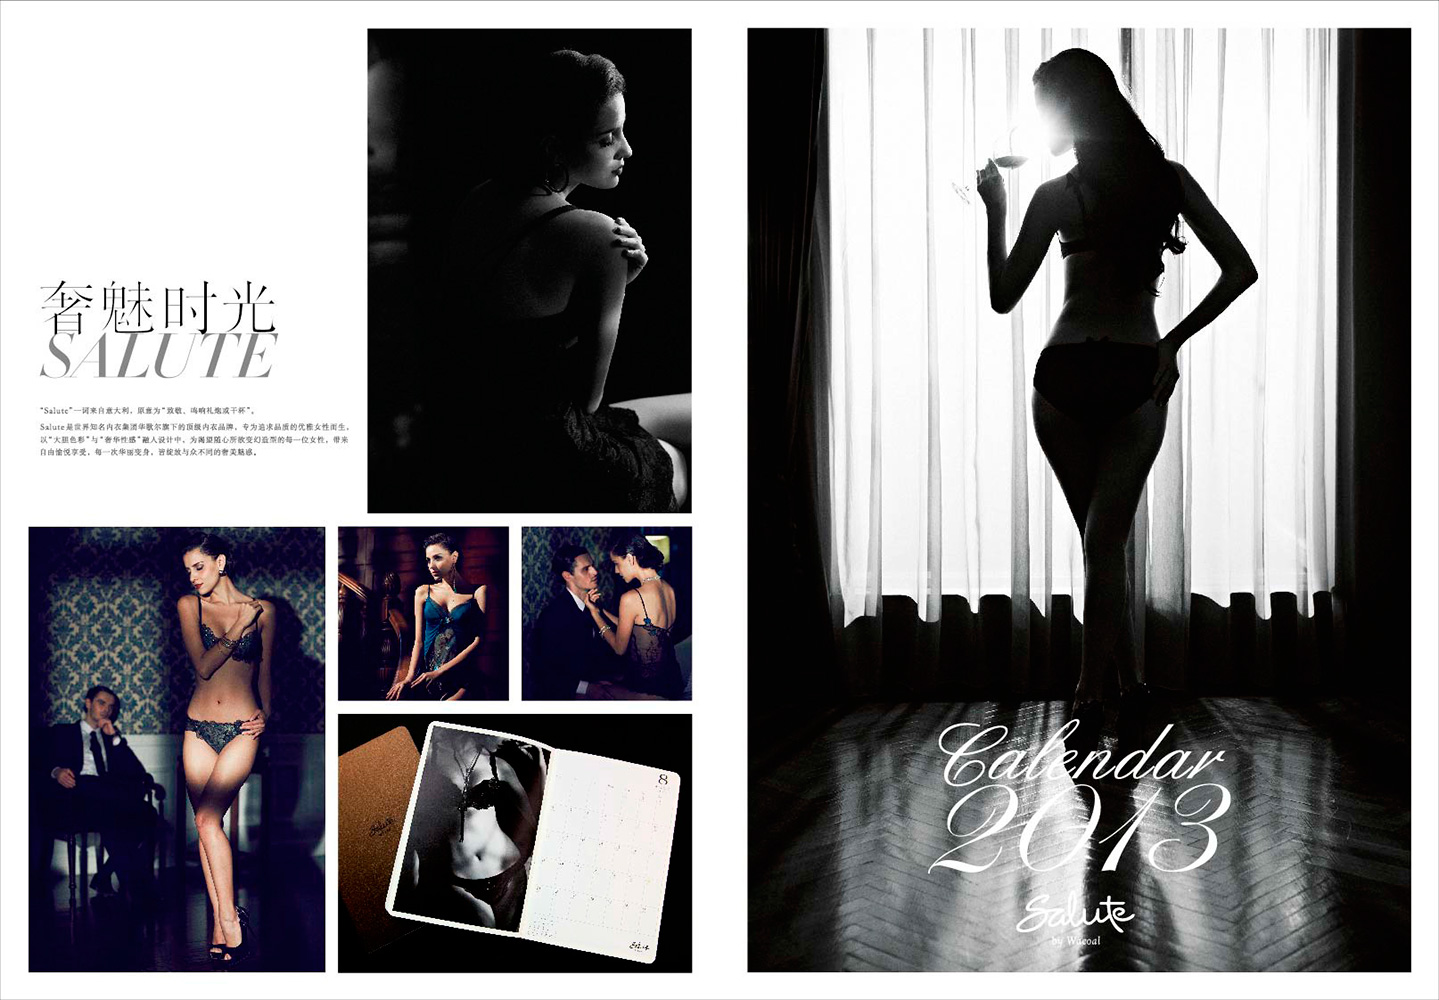 奢魅时光
SALUTE
“Salute”一词来自意大利，原意为“致敬、鸣响礼炮或干杯”。
Salute是世界知名内衣集团华歌尔旗下的顶级内衣品牌，专为追求品质的优雅女性而生。
以“大胆色彩”与“奢华性感”融入设计中，为渴望随心所欲变幻造型的每一位女性，带来
自由愉悦享受，每一次华丽变身，皆绽放与众不同的奢美魅惑。
Salute
8
Salute
Calendar
2013
Salute
by Wacoal